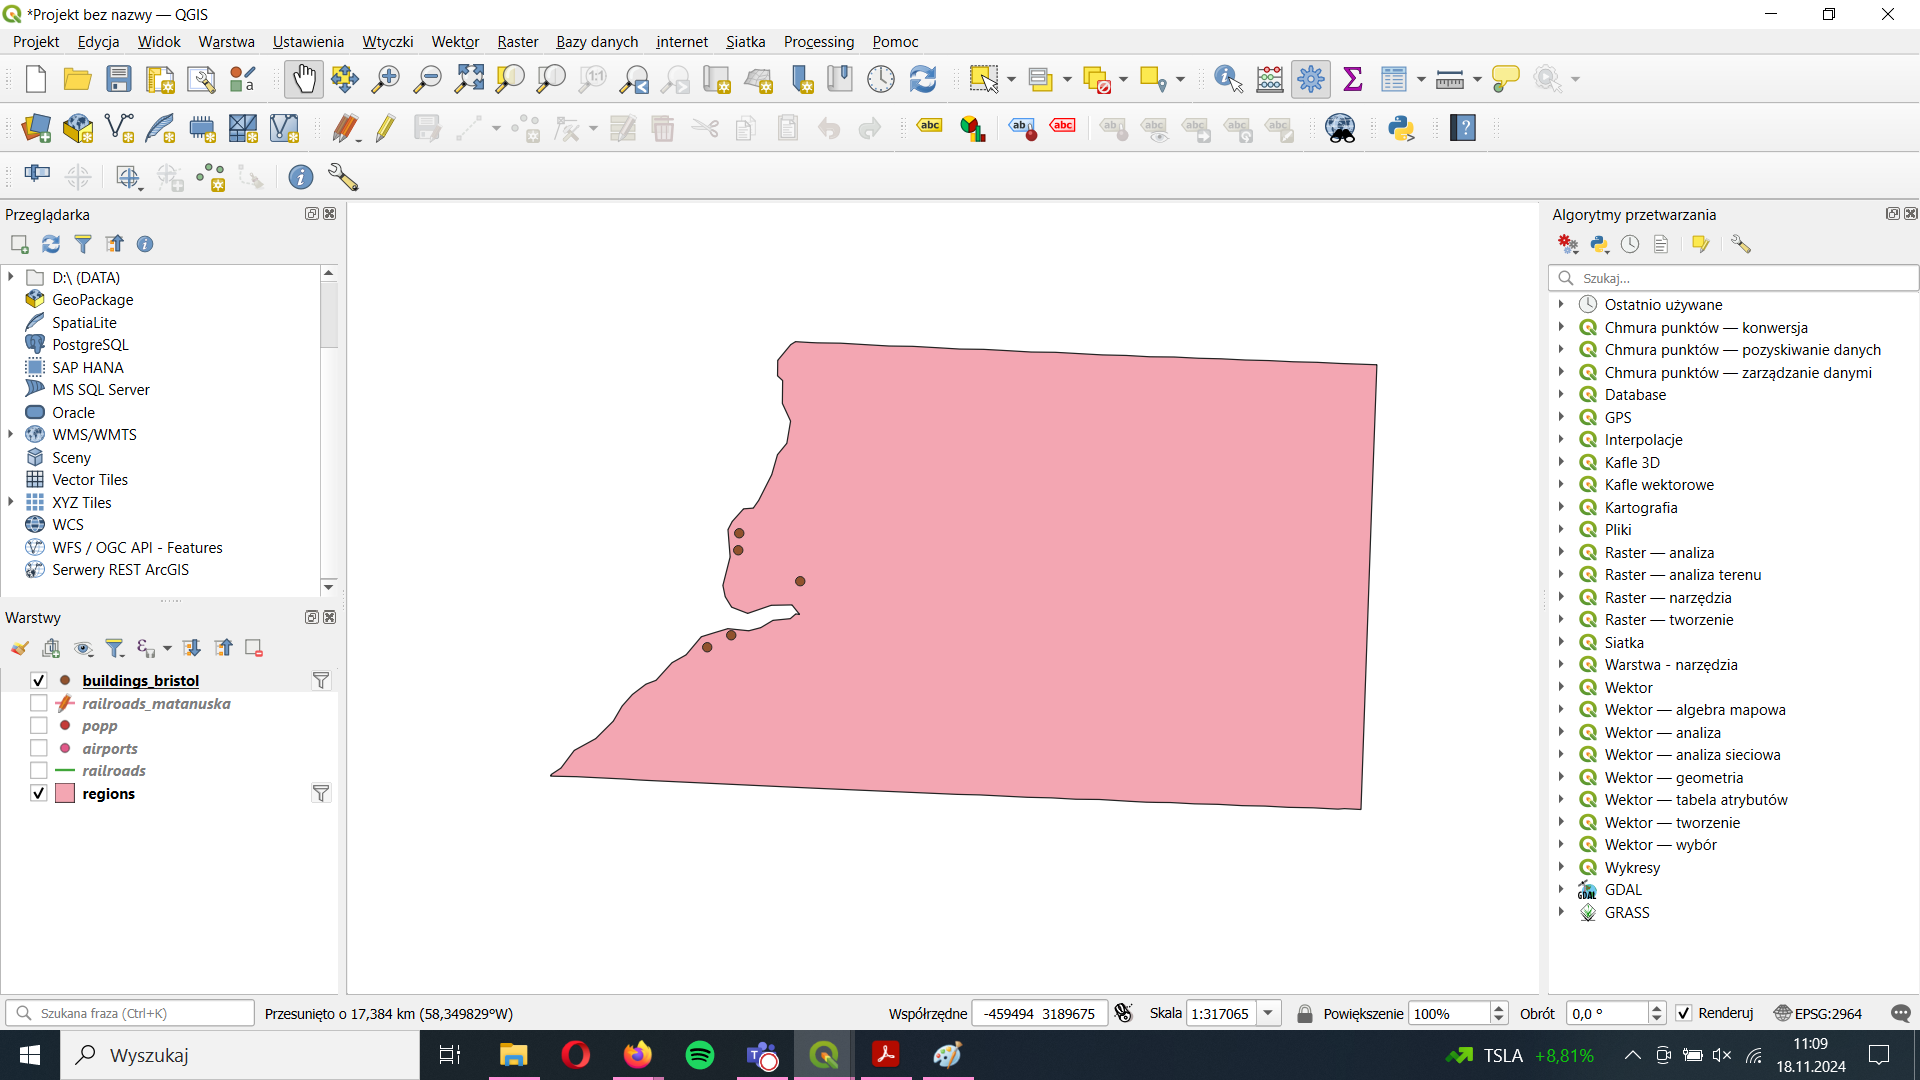 *Projekt bez nazwy — QGIS
Projekt Edycja Widok Warstwa Ustawienia Wtyczki Wektor Raster Bazy danych internet Siatka Processing Pomoc
1:1
a
abc abc abc abc abc abc abc abc
Przeglądarka
D:\ (DATA)
GeoPackage
SpatiaLite
PostgreSQL
SAP HANA
MS SQL Server
Oracle
WMS/WMTS
Sceny
Vector Tiles
XYZ Tiles
WCS
WFS / OGC API - Features
Serwery REST ArcGIS
Warstwy
buildings_bristol
railroads_matanuska
popp
airports
railroads
regions
Algorytmy przetwarzania
Szukaj...
Ostatnio używane
Chmura punktów — konwersja
Chmura punktów — pozyskiwanie danych
Chmura punktów — zarządzanie danymi
Database
GPS
Interpolacje
Kafle 3D
Kafle wektorowe
Kartografia
Pliki
Raster — analiza
Raster — analiza terenu
Raster — narzędzia
Raster — tworzenie
Siatka
Warstwa - narzędzia
Wektor
Wektor — algebra mapowa
Wektor — analiza
Wektor — analiza sieciowa
Wektor — geometria
Wektor — tabela atrybutów
Wektor — tworzenie
Wektor — wybór
Wykresy
GDAL
GRASS
Szukana fraza (Ctrl+K) Przesunięto o 17,384 km (58,349829°W) Współrzędne -459494 3189675 Skala 1:317065 Powiększenie 100% Obrót 0,0 ° Renderuj EPSG:2964
Wyszukaj TSLA +8,81% 11:09
18.11.2024